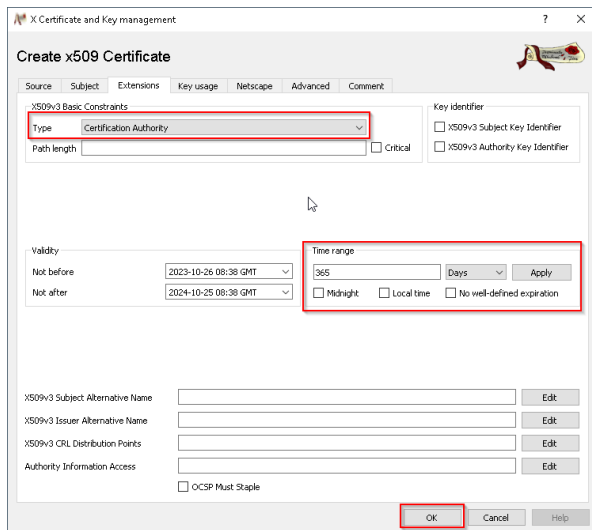 X Certificate and Key management
? 
Create x509 Certificate
Source Subject Extensions Key usage Netscape Advanced Comment
X509v3 Basic Constraints
Type Certification Authority
Path length Critical
Key identifier
X509v3 Subject Key Identifier
X509v3 Authority Key Identifier
Validity
Not before 2023-10-26 08:38 GMT
Not after 2024-10-25 08:38 GMT
Time range
365 Days Apply
Midnight Local time No well-defined expiration
X509v3 Subject Alternative Name Edit
X509v3 Issuer Alternative Name Edit
X509v3 CRL Distribution Points Edit
Authority Information Access Edit
OCSP Must Staple
OK Cancel Help